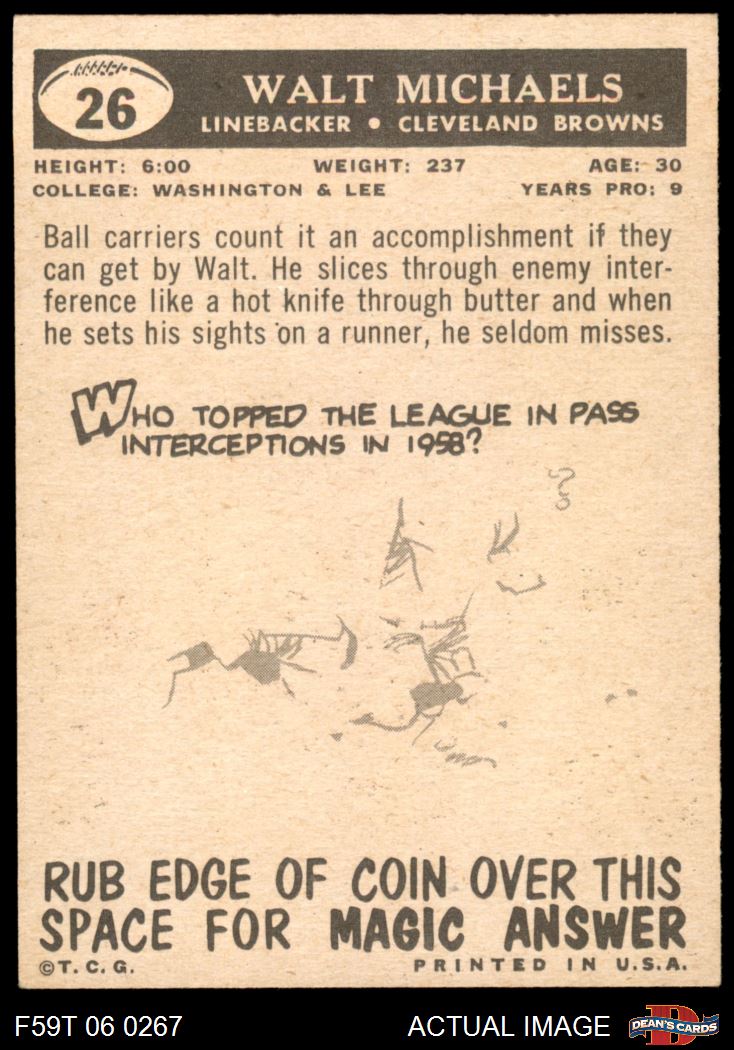 26
WALT MICHAELS
LINEBACKER • CLEVELAND BROWNS
HEIGHT: 6:00 WEIGHT: 237 AGE: 30
COLLEGE: WASHINGTON & LEE YEARS PRO: 9
Ball carriers count it an accomplishment if they
can get by Walt. He slices through enemy inter-
ference like a hot knife through butter and when
he sets his sights on a runner, he seldom misses.
WHO TOPPED THE LEAGUE IN PASS
INTERCEPTIONS IN 1958?
?
RUB EDGE OF COIN OVER THIS
SPACE FOR MAGIC ANSWER
©T. C. G. PRINTED IN U.S.A.
F59T 06 0267 ACTUAL IMAGE D DEAN'S CARDS